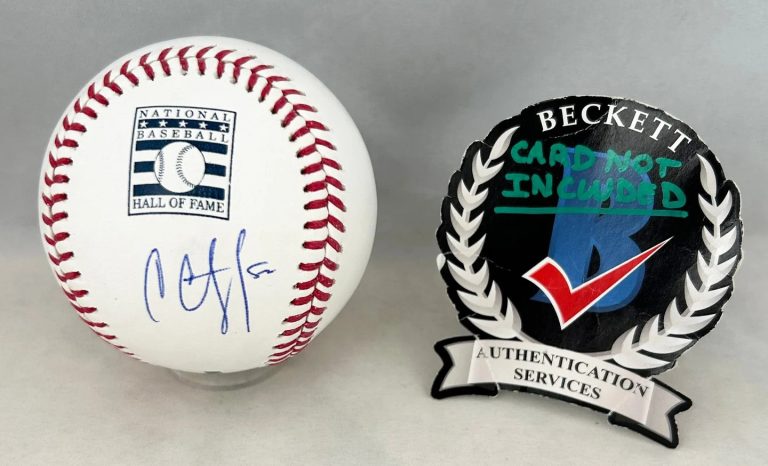 NATIONAL
BASEBALL
HALL OF FAME
BECKETT
CARD NOT
INCLUDED
B
AUTHENTICATION
SERVICES